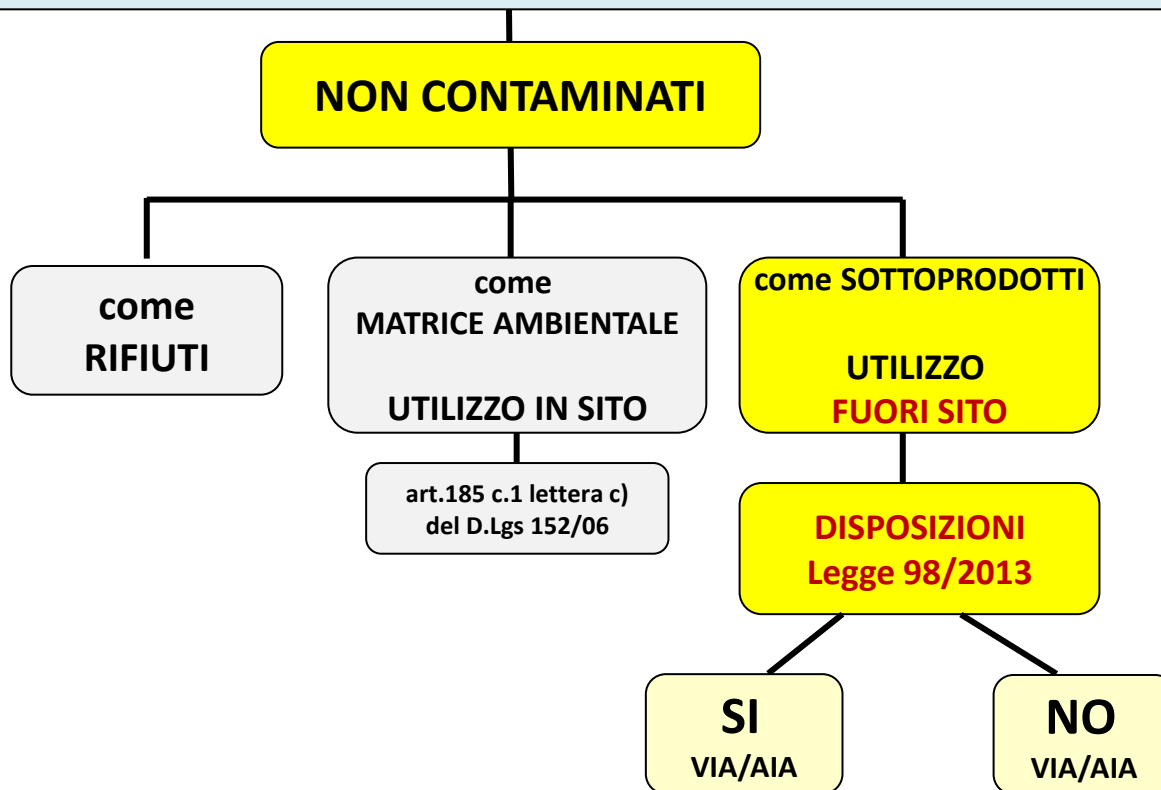 NON CONTAMINATI
come
RIFIUTI
come
MATRICE AMBIENTALE
UTILIZZO IN SITO
art.185 c.1 lettera c)
del D.Lgs 152/06
come SOTTOPRODOTTI
UTILIZZO
FUORI SITO
DISPOSIZIONI
Legge 98/2013
SI
VIA/AIA
NO
VIA/AIA